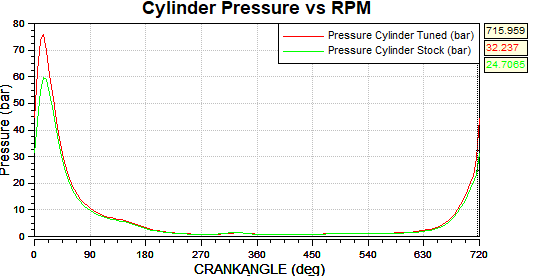 Cylinder Pressure vs RPM
Pressure Cylinder Tuned (bar)
Pressure Cylinder Stock (bar)
715.959
32.237
24.7066
Pressure (bar)
80
70
60
50
40
30
20
10
0
0 90 180 270 360 450 540 630 720
CRANKANGLE (deg)